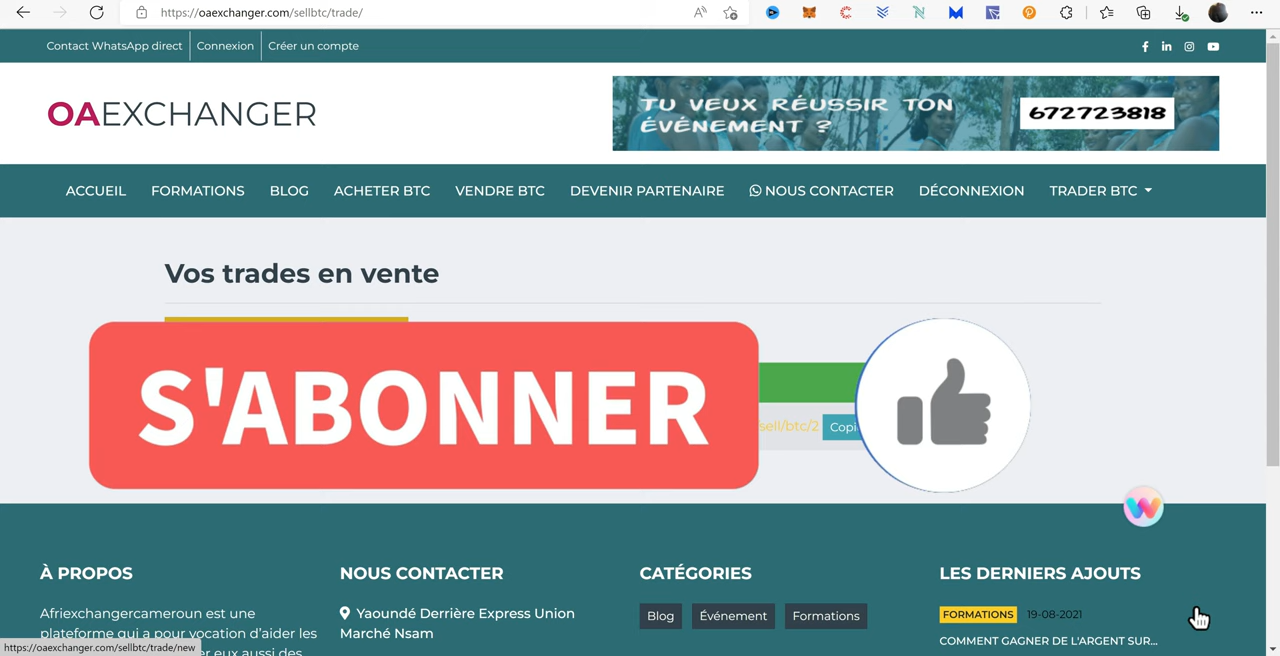 https://oaexchanger.com/sellbtc/trade/
Contact WhatsApp direct
Connexion
Créer un compte
OAEXCHANGER
TU VEUX RÉUSSIR TON
ÉVÉNEMENT ?
672723818
ACCUEIL
FORMATIONS
BLOG
ACHETER BTC
VENDRE BTC
DEVENIR PARTENAIRE
NOUS CONTACTER
DÉCONNEXION
TRADER BTC
Vos trades en vente
S'ABONNER
sell/btc/2
Copi
À PROPOS
Afriexchangercameroun est une
plateforme qui a pour vocation d'aider les
er eux aussi des
NOUS CONTACTER
Yaoundé Derrière Express Union
Marché Nsam
CATÉGORIES
Blog
Événement
Formations
LES DERNIERS AJOUTS
FORMATIONS
19-08-2021
COMMENT GAGNER DE L'ARGENT SUR...
https://oaexchanger.com/sellbtc/trade/new